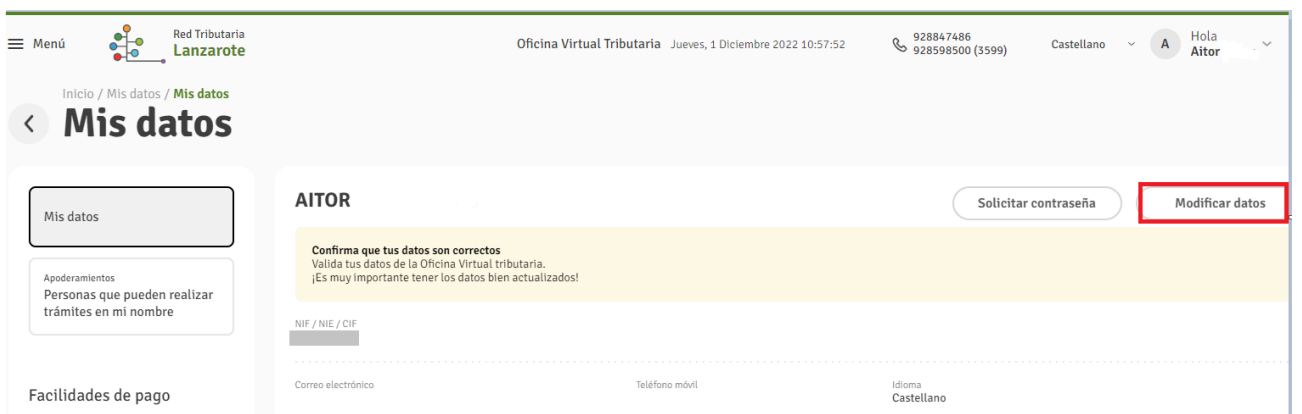 Menú
Red Tributaria
Lanzarote
Oficina Virtual Tributaria Jueves, 1 Diciembre 2022 10:57:52
928847486
928598500 (3599)
Castellano
A
Hola
Aitor
Inicio / Mis datos / Mis datos
Mis datos
Mis datos
Apoderamientos
Personas que pueden realizar
trámites en mi nombre
Facilidades de pago
AITOR
Solicitar contraseña
Modificar datos
Confirma que tus datos son correctos
Valida tus datos de la Oficina Virtual tributaria.
¡Es muy importante tener los datos bien actualizados!
NIF / NIE / CIF
Correo electrónico
Teléfono móvil
Idioma
Castellano